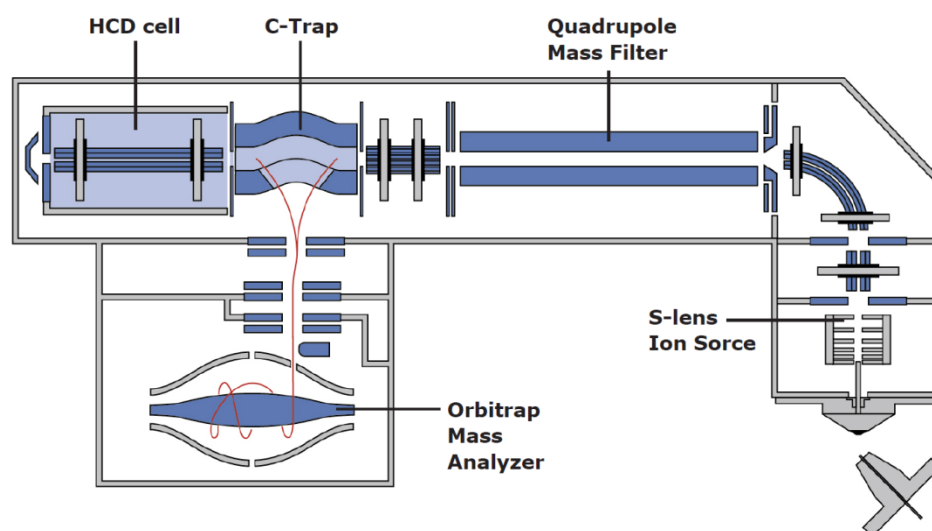 HCD cell
C-Trap
Quadrupole
Mass Filter
S-lens
Ion Sorce
Orbitrap
Mass
Analyzer